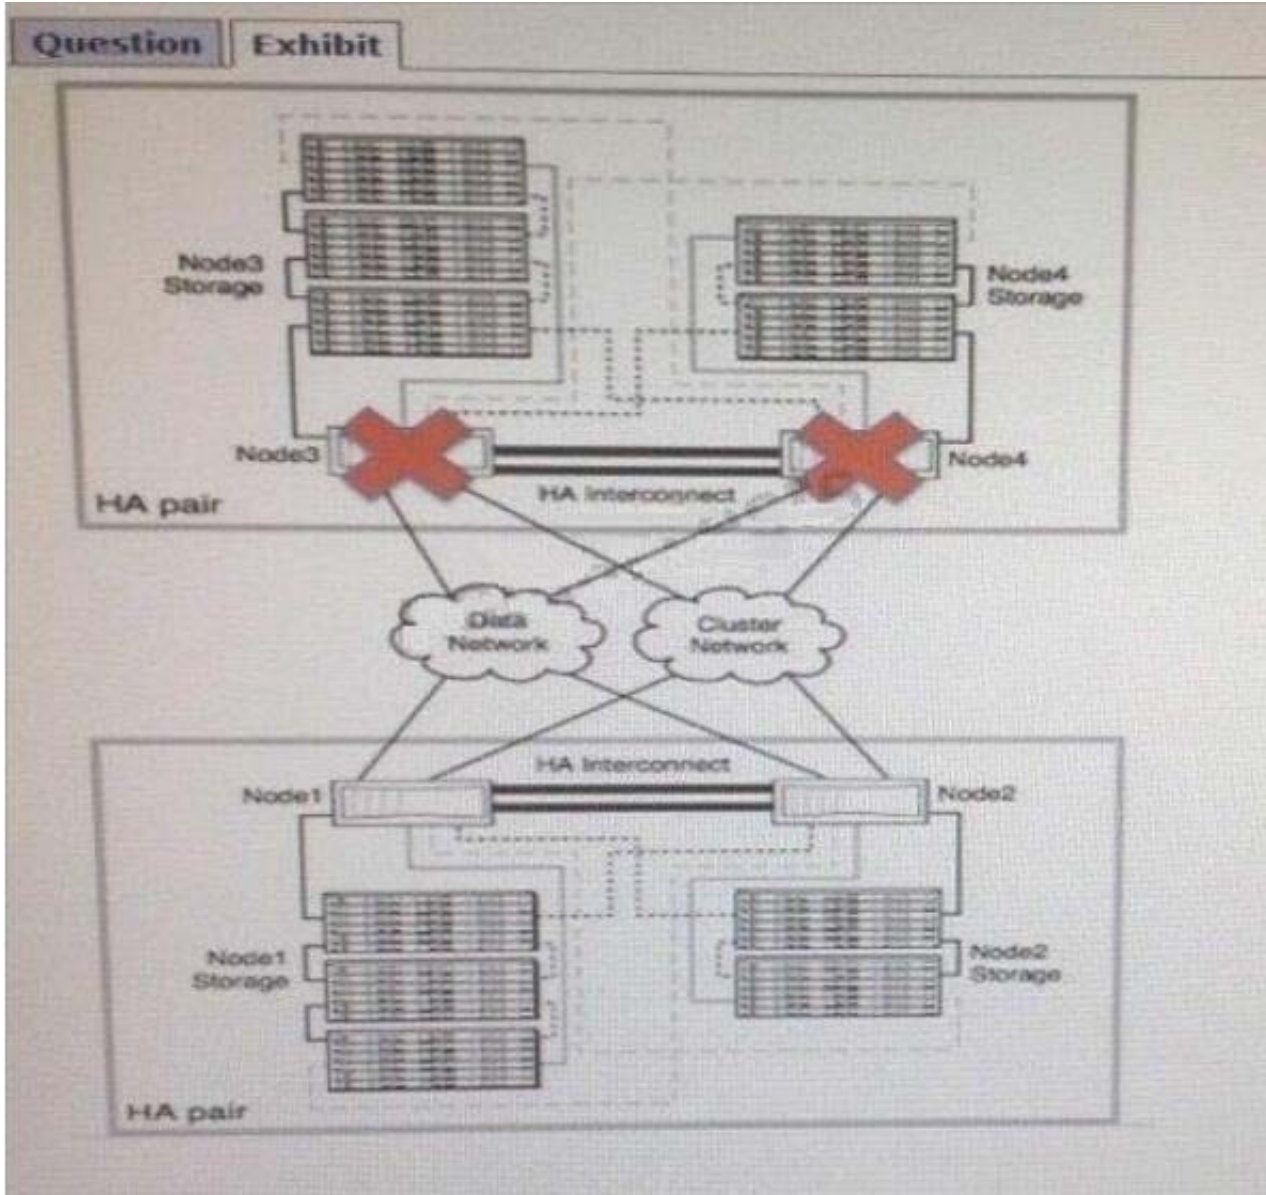 Question
Exhibit
Node3
Storage
Node4
Storage
Node3
Node4
HA Interconnect
HA pair
Data
Network
Cluster
Network
HA Interconnect
Node1
Node2
Node1
Storage
Node2
Storage
HA pair